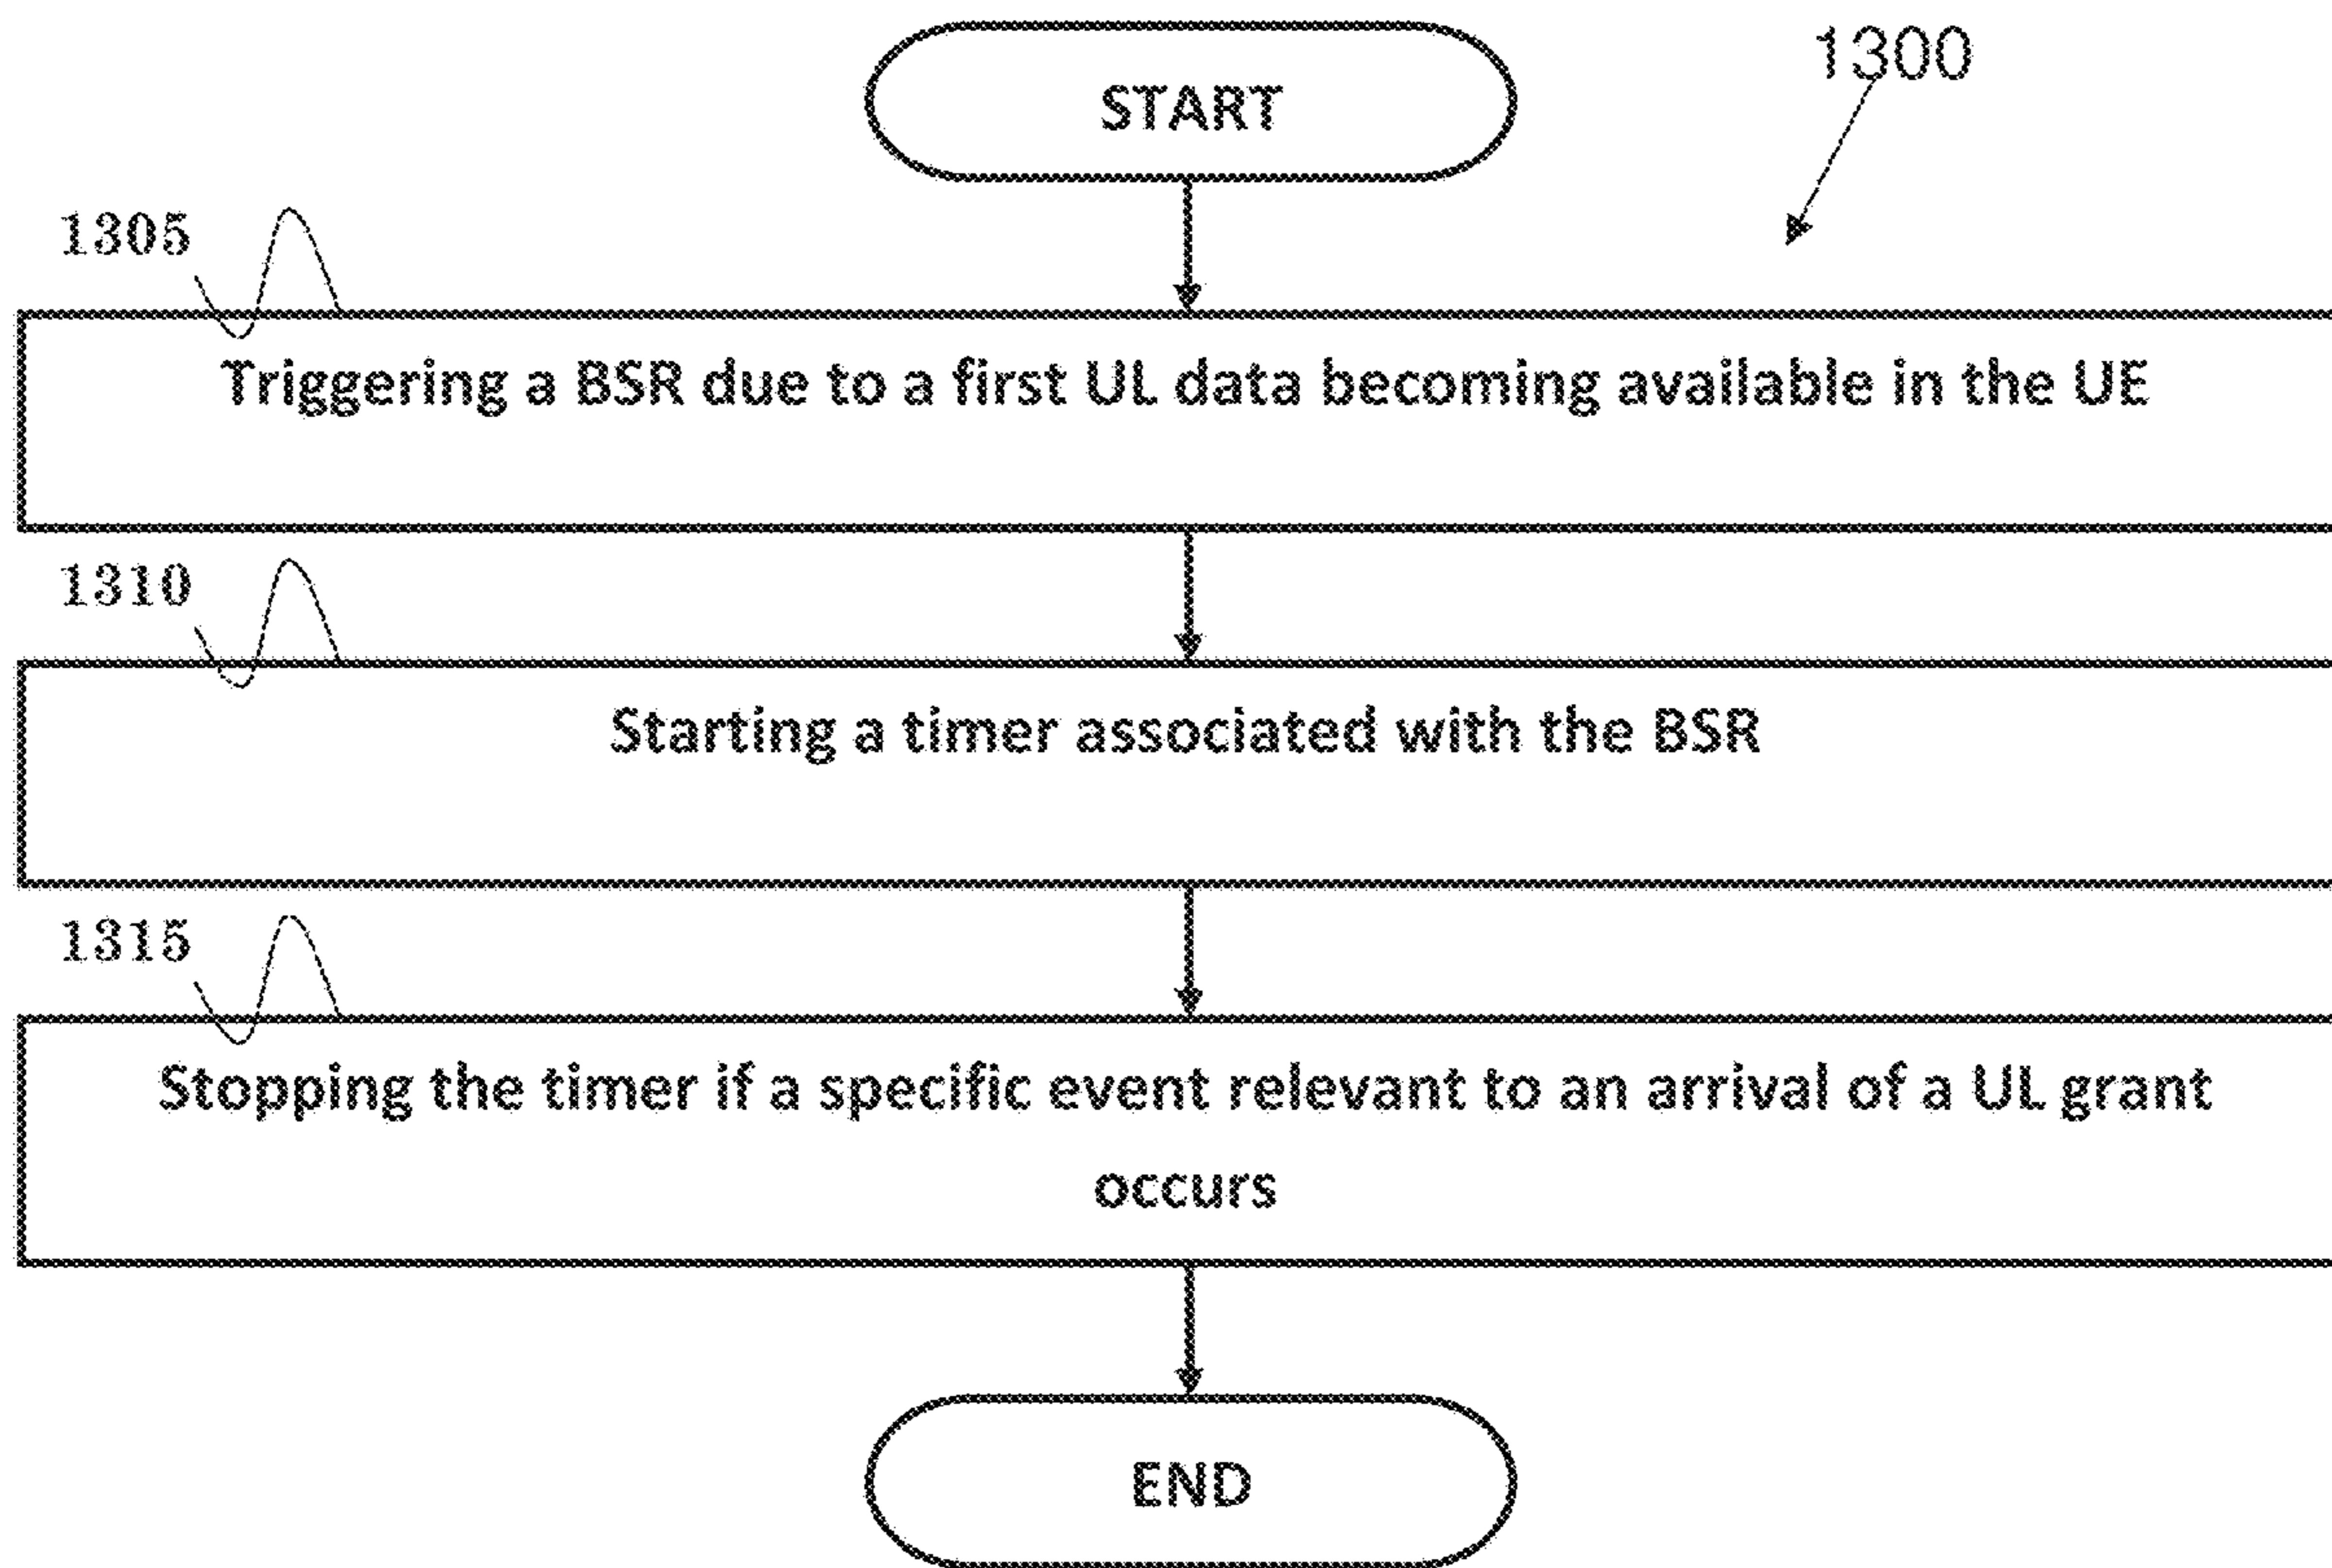 START
1300
1305
Triggering a BSR due to a first UL data becoming available in the UE
1310
Starting a timer associated with the BSR
1315
Stopping the timer if a specific event relevant to an arrival of a UL grant
occurs
END